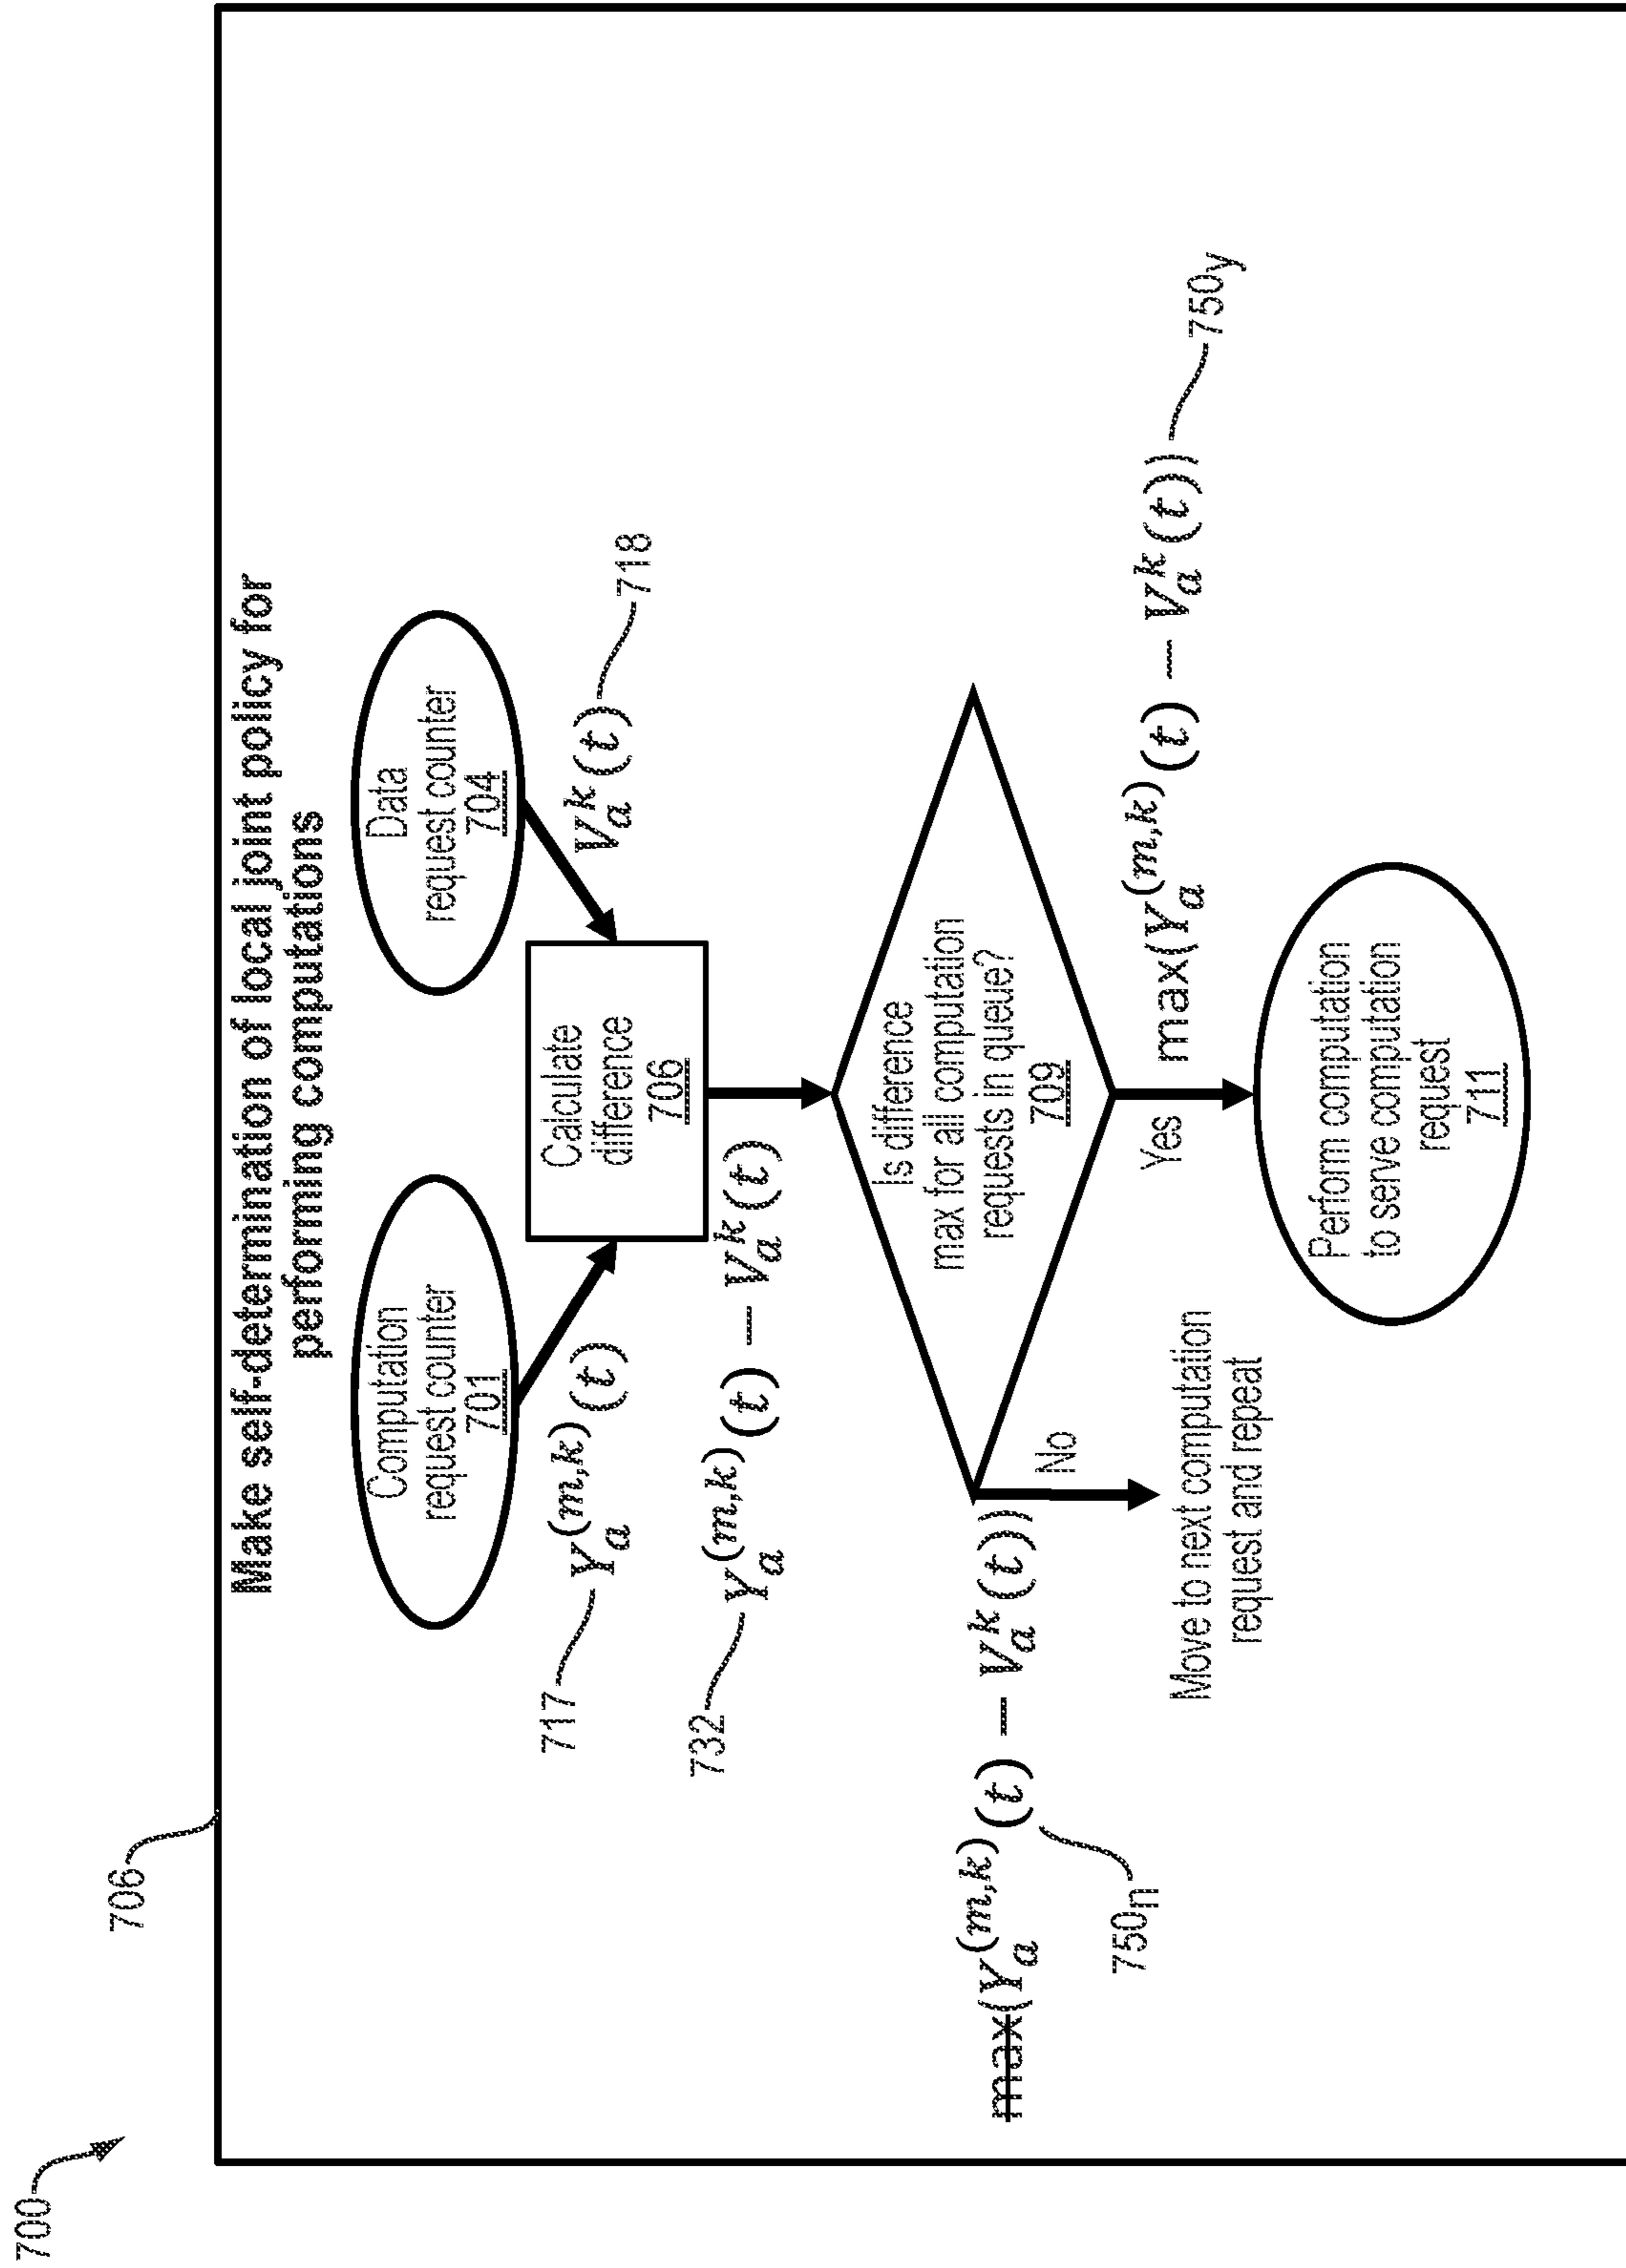 700
706
Make self-determination of local joint policy for
performing computations
Computation
request counter
701
Data
request counter
704
717
Y_a^{(m,k)}(t)
V_a^k(t)
718
Calculate
difference
706
732
Y_a^{(m,k)}(t) — V_a^k(t)
Is difference
max for all computation
requests in queue?
709
max(Y_a^{(m,k)}(t) — V_a^k(t))
750n
No
Move to next computation
request and repeat
Yes
max(Y_a^{(m,k)}(t) — V_a^k(t))
750y
Perform computation
to serve computation
request
711